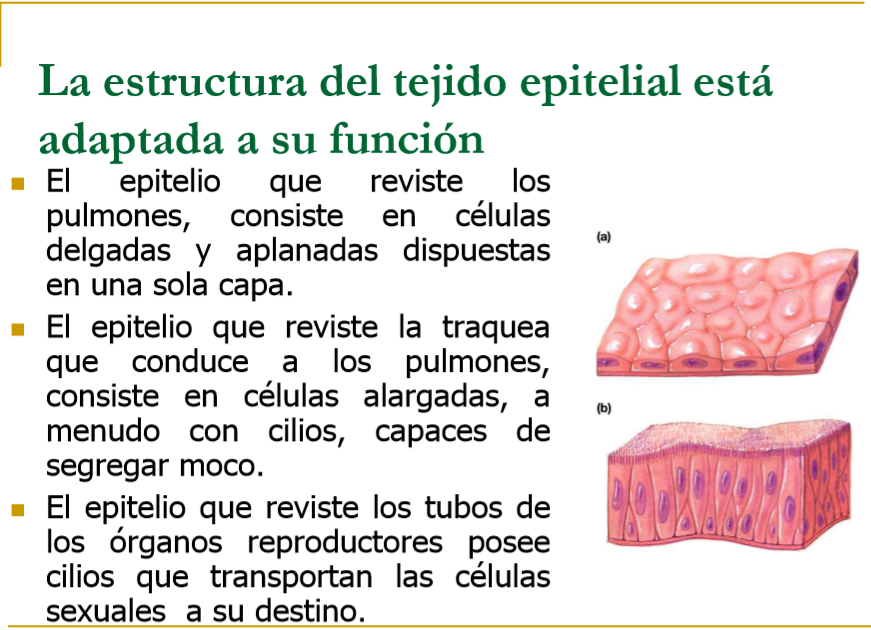 La estructura del tejido epitelial está
adaptada a su función
El epitelio que reviste los
pulmones, consiste en células
delgadas y aplanadas dispuestas
en una sola capa.
El epitelio que reviste la traquea
que conduce a los pulmones,
consiste en células alargadas, a
menudo con cilios, capaces de
segregar moco.
El epitelio que reviste los tubos de
los órganos reproductores posee
cilios que transportan las células
sexuales a su destino.
(a)
(b)